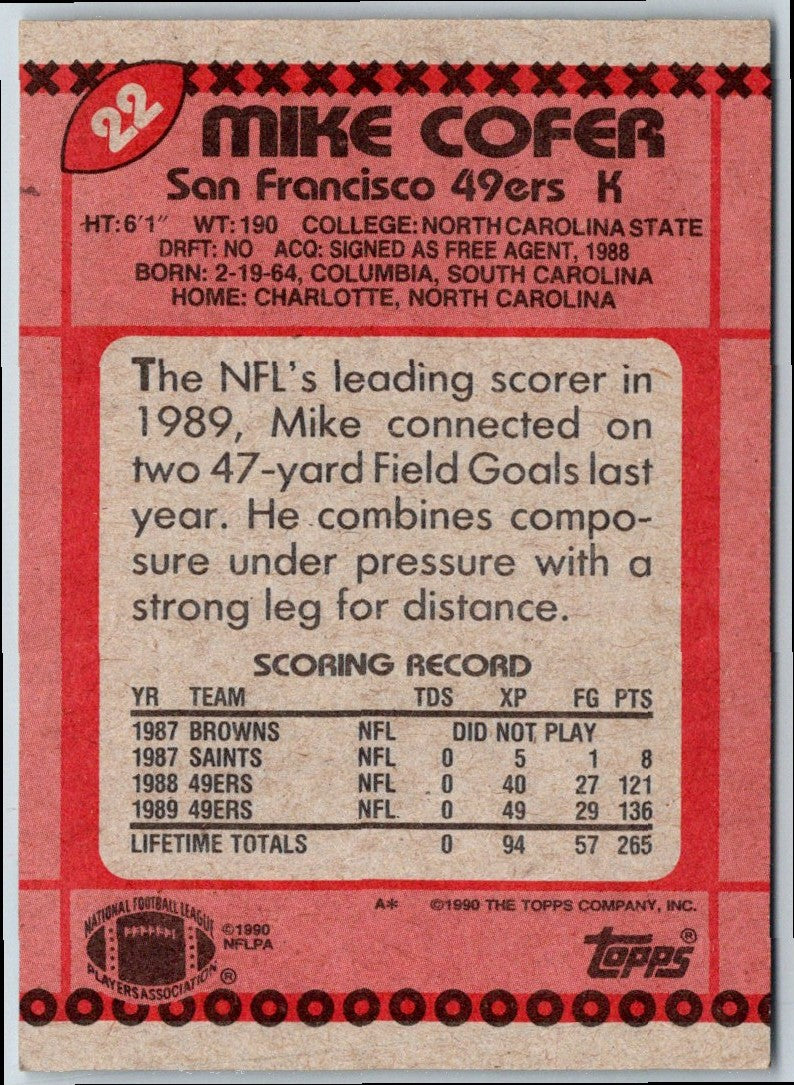 22
MIKE COFER
San Francisco 49ers K
HT: 6'1" WT: 190 COLLEGE: NORTH CAROLINA STATE
DRFT: NO ACQ: SIGNED AS FREE AGENT, 1988
BORN: 2-19-64, COLUMBIA, SOUTH CAROLINA
HOME: CHARLOTTE, NORTH CAROLINA
The NFL's leading scorer in
1989, Mike connected on
two 47-yard Field Goals last
year. He combines compo-
sure under pressure with a
strong leg for distance.
SCORING RECORD
YR TEAM TDS XP FG PTS
1987 BROWNS NFL DID NOT PLAY
1987 SAINTS NFL 0 5 1 8
1988 49ERS NFL 0 40 27 121
1989 49ERS NFL 0 49 29 136
LIFETIME TOTALS 0 94 57 265
A* ©1990 THE TOPPS COMPANY, INC.
NATIONAL FOOTBALL LEAGUE
PLAYERS
PLAYERS ASSOCIATION ®
©1990
NFLPA
TOPPS®